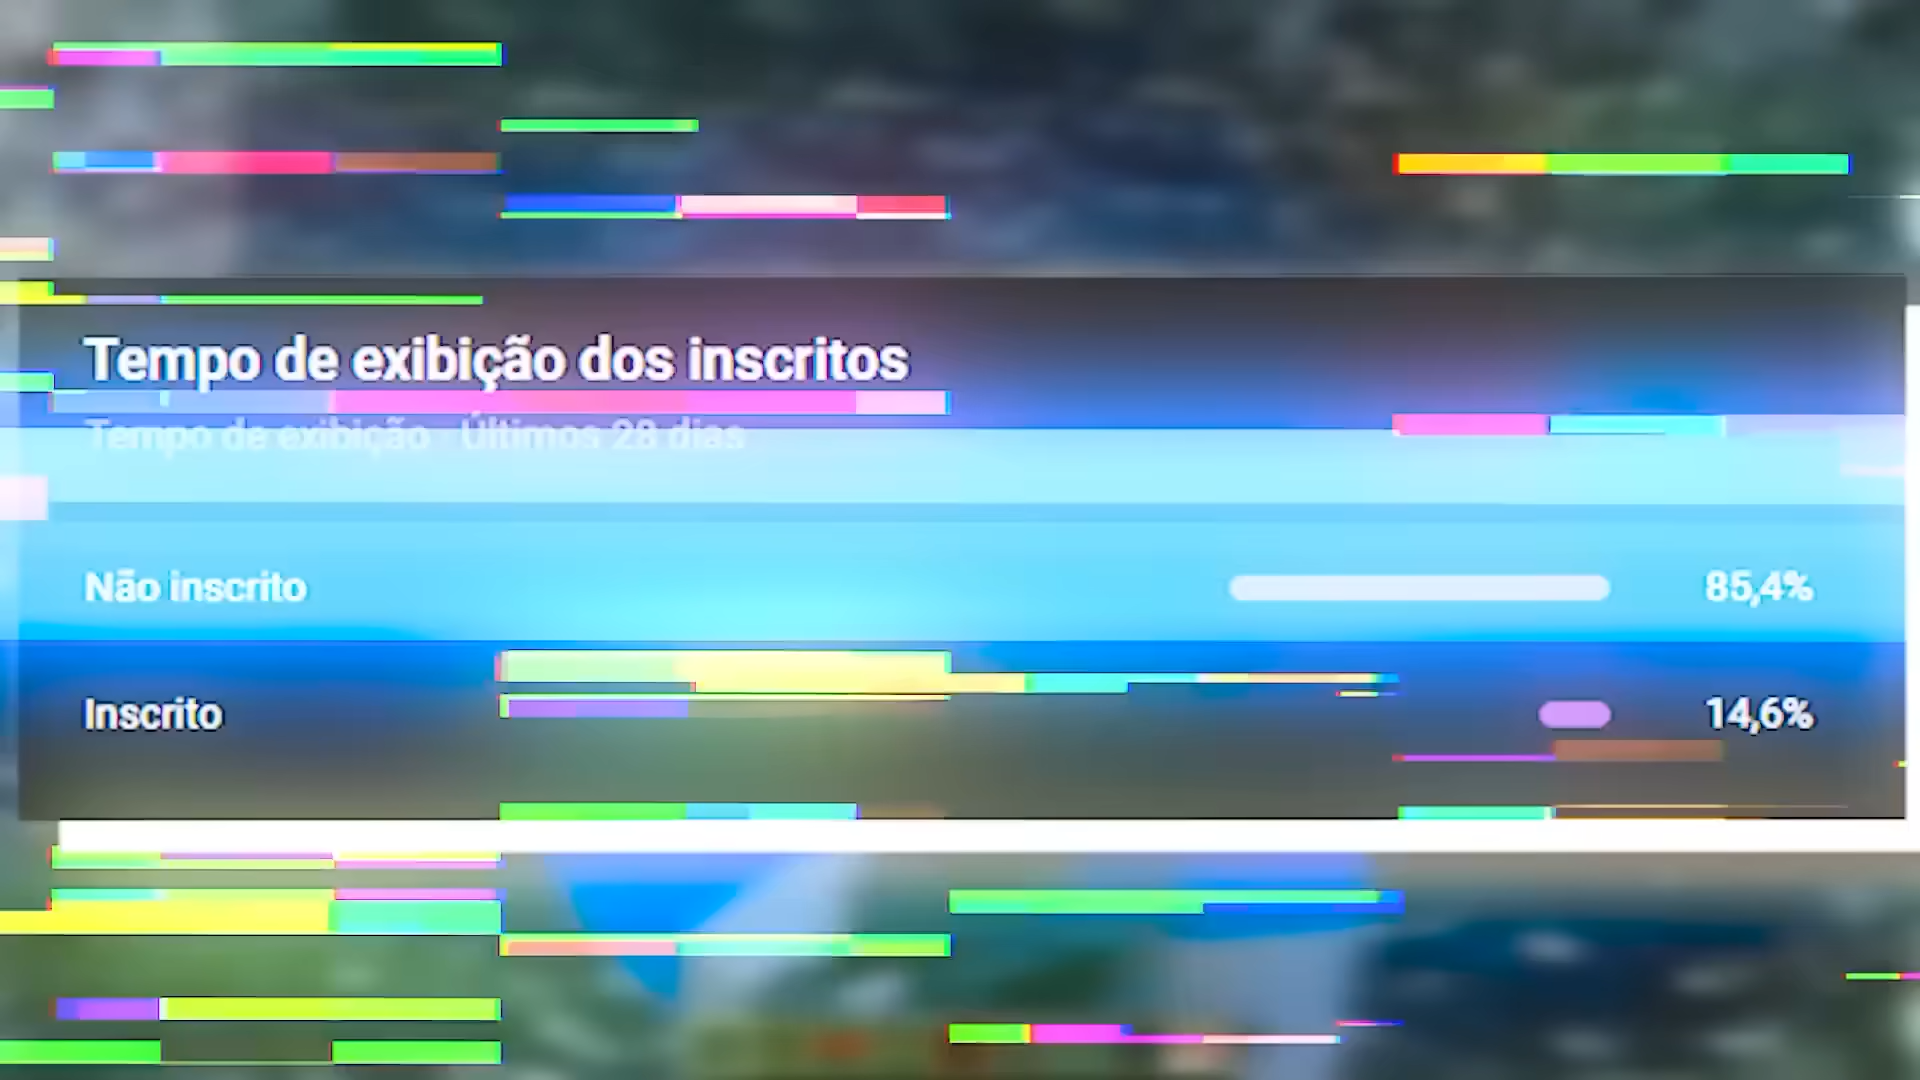 Tempo de exibição dos inscritos
Tempo de exibição · Últimos 28 dias
Não inscrito
85,4%
Inscrito
14,6%